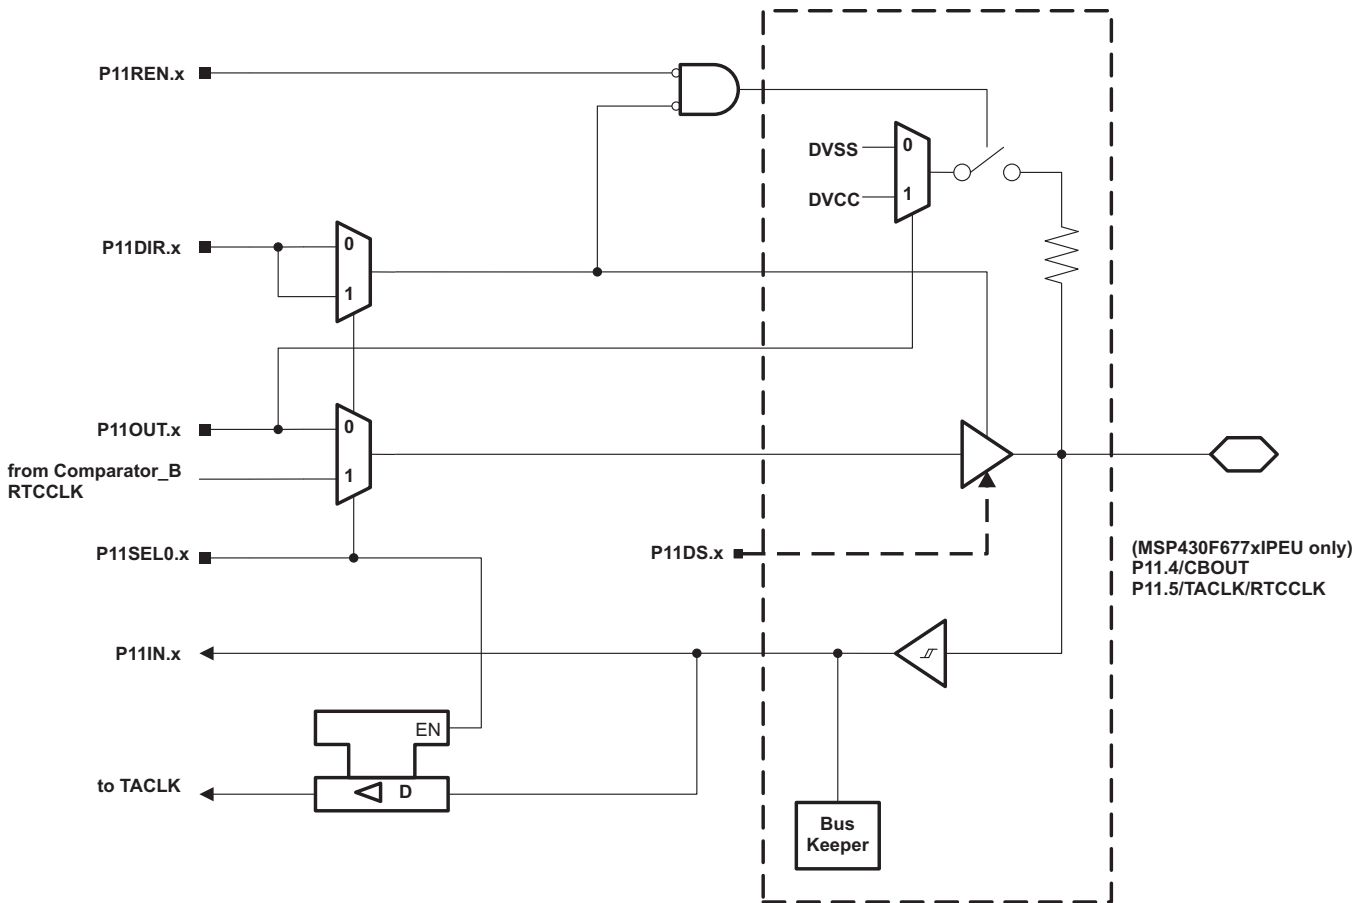 P11REN.x
DVSS
0
DVCC
1
P11DIR.x
0
1
P11OUT.x
0
from Comparator_B
RTCCLK
1
P11SEL0.x
P11DS.x
(MSP430F677xIPEU only)
P11.4/CBOUT
P11.5/TACLK/RTCCLK
P11IN.x
EN
to TACLK
D
Bus
Keeper